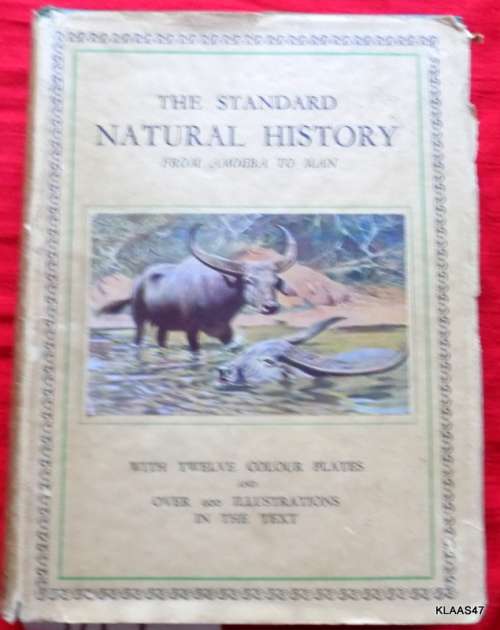 THE STANDARD
NATURAL HISTORY
FROM AMOEBA TO MAN
WITH TWELVE COLOUR PLATES
AND
OVER 900 ILLUSTRATIONS
IN THE TEXT
KLAAS47